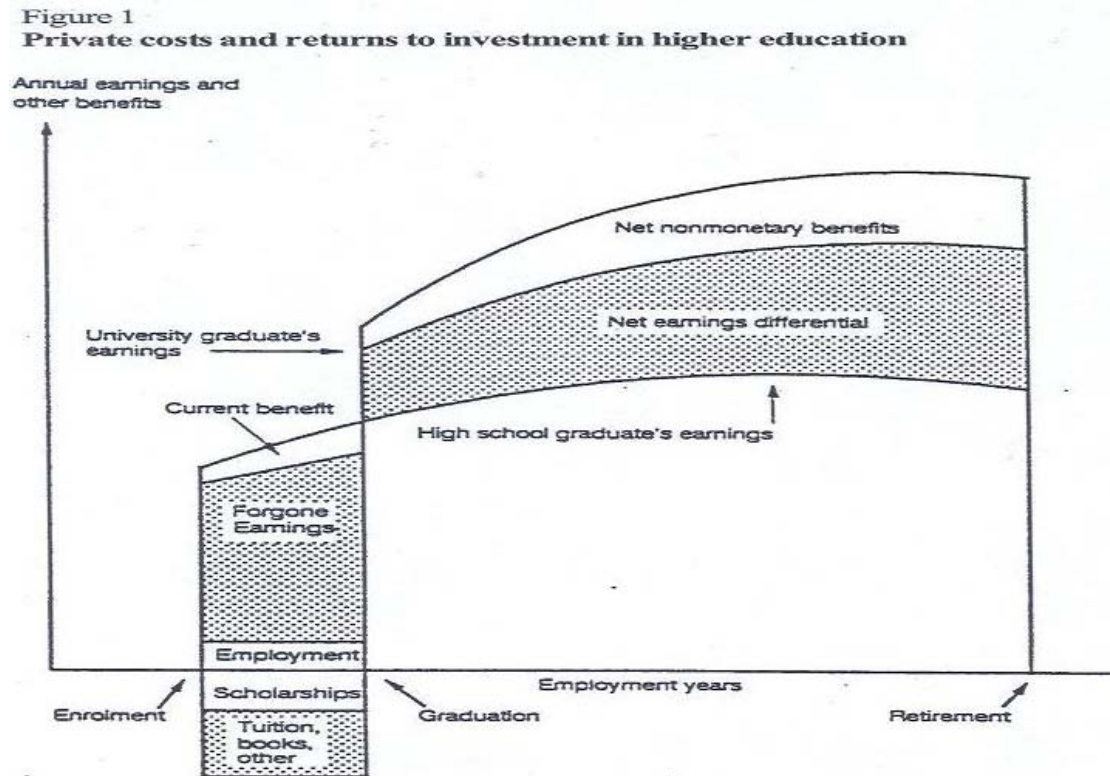 Figure 1
Private costs and returns to investment in higher education
Annual earnings and
other benefits
Net nonmonetary benefits
University graduate's
earnings
Net earnings differential
Current benefit
High school graduate's earnings
Forgone
Earnings
Employment
Scholarships
Employment years
Enrolment
Graduation
Retirement
Tuition,
books,
other